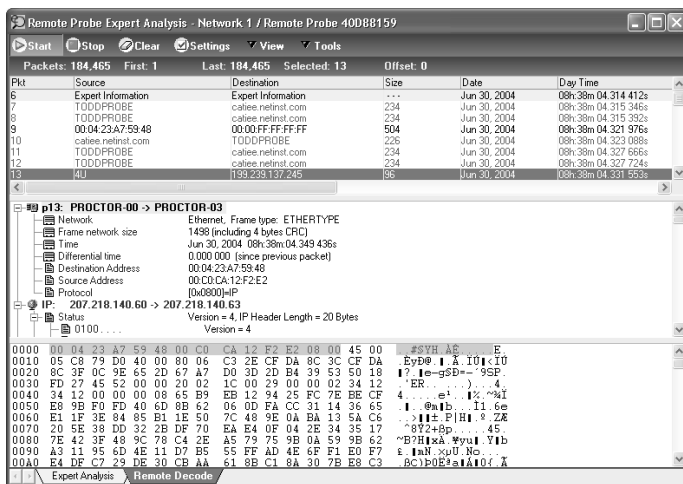 Remote Probe Expert Analysis - Network 1 / Remote Probe 40D88159
Start Stop Clear Settings View Tools
Packets: 184,465 First: 1 Last: 184,465 Selected: 13 Offset: 0
Pkt Source Destination Size Date Day Time
6 Expert Information Expert Information --- Jun 30, 2004 08h:38m 04.314 412s
7 TODDPROBE catiee.netinst.com 234 Jun 30, 2004 08h:38m 04.315 346s
8 TODDPROBE catiee.netinst.com 234 Jun 30, 2004 08h:38m 04.315 392s
9 00:04:23:A7:59:48 00:00:FF:FF:FF:FF 504 Jun 30, 2004 08h:38m 04.321 976s
10 catiee.netinst.com TODDPROBE 226 Jun 30, 2004 08h:38m 04.323 088s
11 TODDPROBE catiee.netinst.com 234 Jun 30, 2004 08h:38m 04.327 666s
12 TODDPROBE catiee.netinst.com 234 Jun 30, 2004 08h:38m 04.327 724s
13 4U 199.239.137.245 96 Jun 30, 2004 08h:38m 04.331 553s
p13: PROCTOR-00 -> PROCTOR-03
Network Ethernet, Frame type: ETHERTYPE
Frame network size 1498 (including 4 bytes CRC)
Time Jun 30, 2004 08h:38m:04.349 436s
Differential time 0.000 000 (since previous packet)
Destination Address 00:04:23:A7:59:48
Source Address 00:C0:CA:12:F2:E2
Protocol [0x0800]=IP
IP: 207.218.140.60 -> 207.218.140.63
Status Version = 4, IP Header Length = 20 Bytes
0100.... Version = 4
0000 00 04 23 A7 59 48 00 C0 CA 12 F2 E2 08 00 45 00
0010 05 C8 79 D0 40 00 80 06 C3 2E CF DA 8C 3C CF DA
0020 8C 3F 0C 9E 65 2D 67 A7 D0 3D 2D B4 39 53 50 18
0030 FD 27 45 52 00 00 20 02 1C 00 29 00 00 02 34 12
0040 34 12 00 00 00 08 65 B9 EB 12 94 25 FC 7E BE CF
0050 E8 9B F0 FD 40 6D 8B 62 06 0D FA CC 31 14 36 65
0060 E1 1F 3E 84 85 B1 1E 50 7C 48 9E 0A BA 13 5A C6
0070 20 5E 38 DD 32 2B DF 70 EA E4 0F 04 2E 34 35 17
0080 7E 42 3F 48 9C 78 C4 2E A5 79 75 9B 0A 59 9B 62
0090 A3 11 95 6D 4E 11 D7 B5 55 FF AD 4E 6F F1 E0 F7
00A0 E4 DF C7 29 DE 30 CB AA 61 8B C1 8A 30 7B E8 C3
Expert Analysis Remote Decode